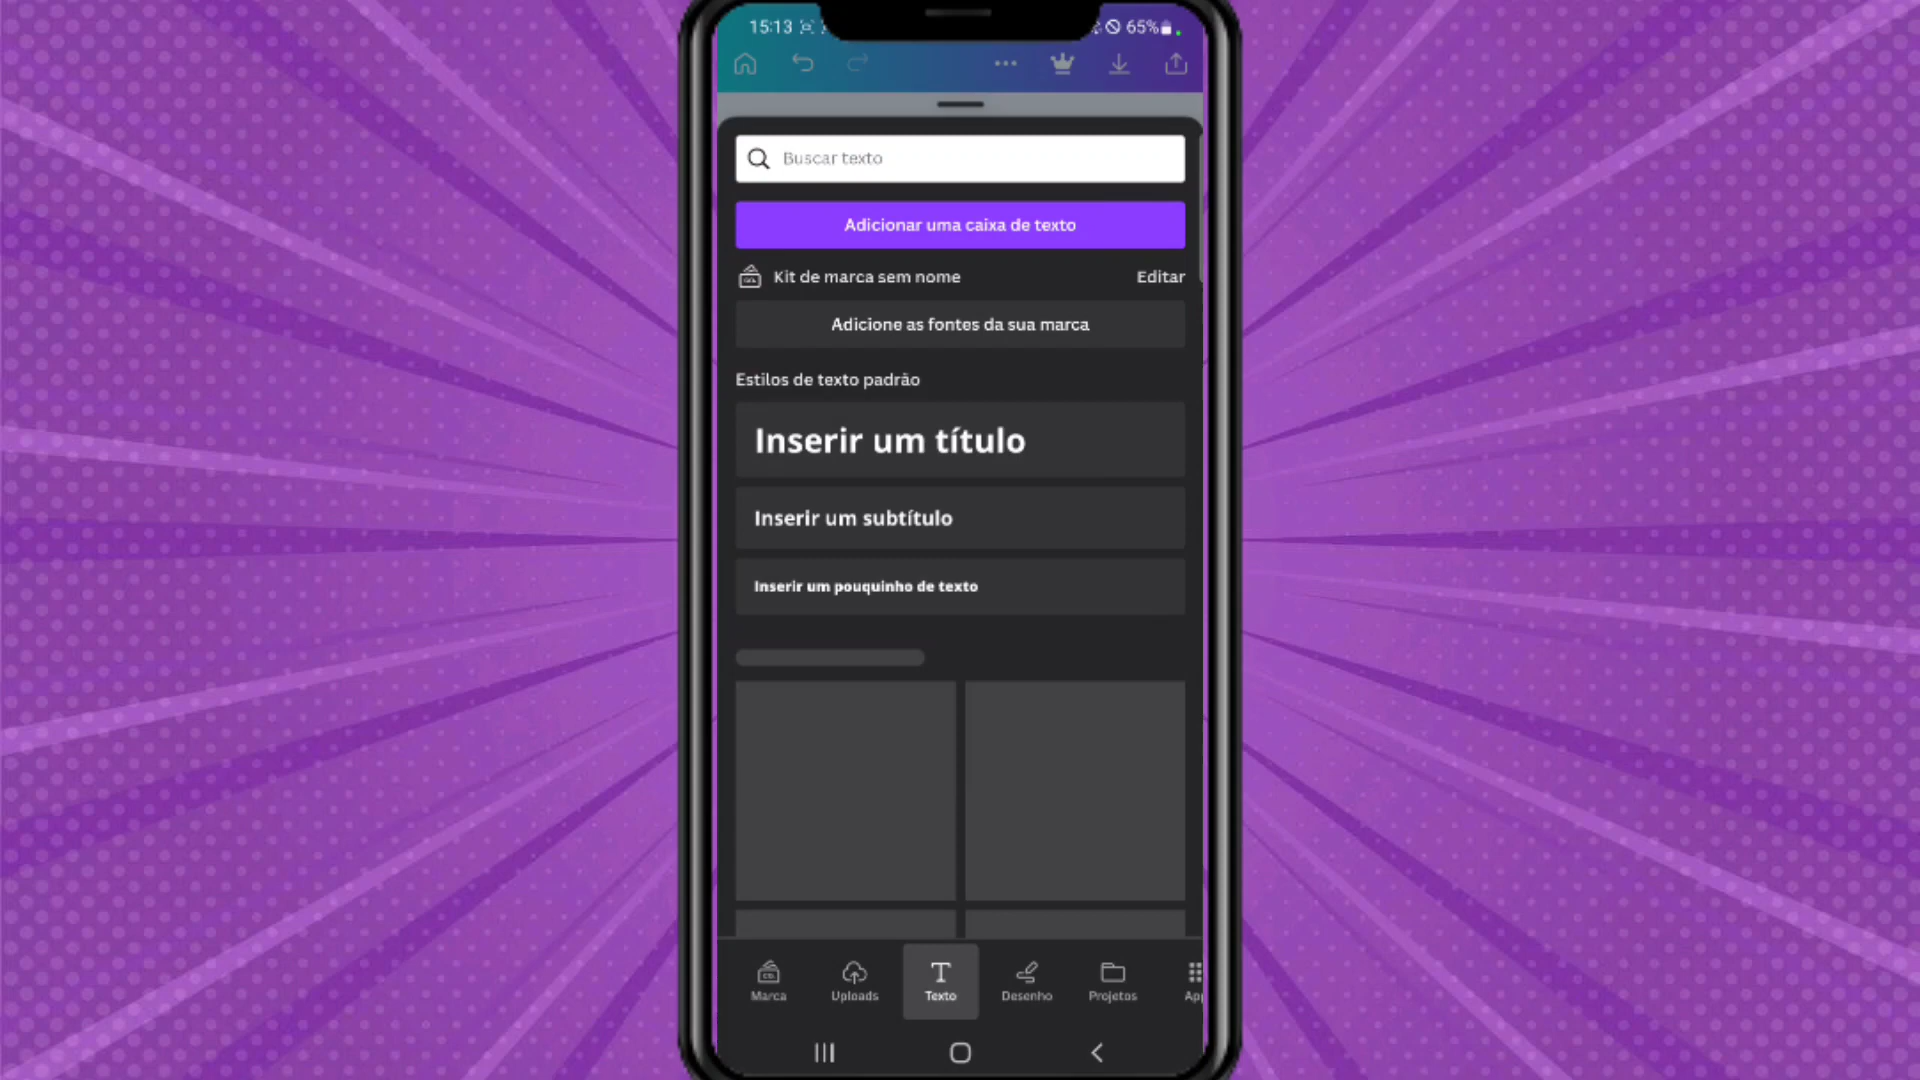 15:13 65%
Buscar texto
Adicionar uma caixa de texto
Kit de marca sem nome Editar
Adicione as fontes da sua marca
Estilos de texto padrão
Inserir um título
Inserir um subtítulo
Inserir um pouquinho de texto
Marca Uploads Texto Desenho Projetos